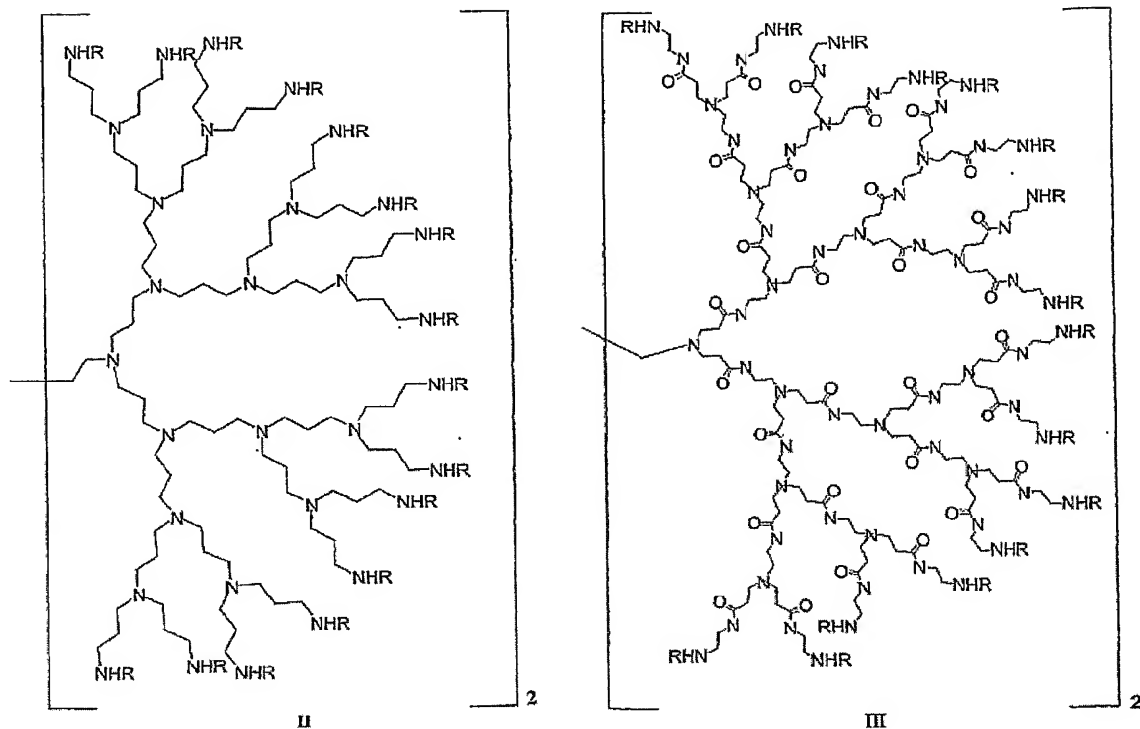 NHR NHR NHR
NHR
N N
NHR
N N NHR
NHR
N N N
NHR
N
NHR
N N N
NHR
N NHR
N
NHR
N N
NHR
NHR NHR NHR
2
II
RHN NHR
NHR
N N
O O O N N NHR NHR
N O N
N O N O
O N N N N NHR
O O
N N O N NHR
N O
O N N N O N
O N O N
N O O
N O N NHR
N O N NHR
O N O N
N O O N
O N N O N NHR
O N O N O
N O N N NHR
O N O N
O N N O NHR
N O N NHR
N O O N
RHN
RHN NHR
2
III